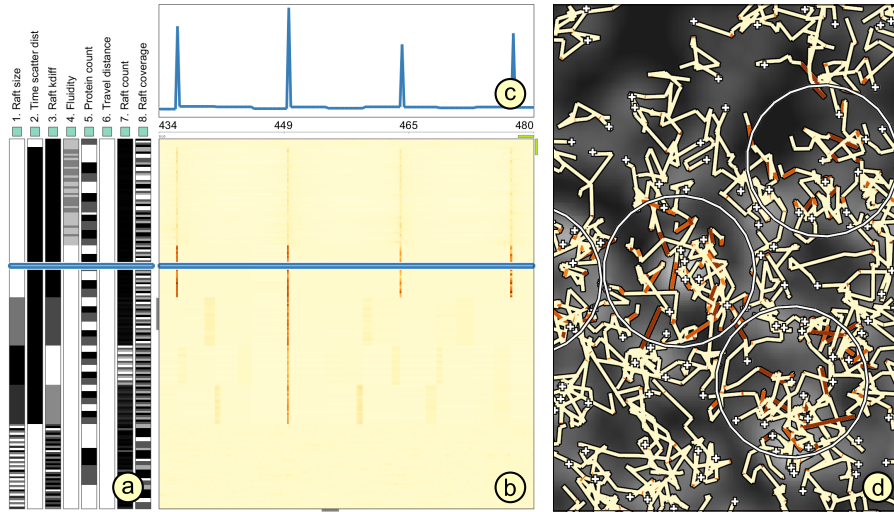 1. Raft size
2. Time scatter dist
3. Raft kdiff
4. Fluidity
5. Protein count
6. Travel distance
7. Raft count
8. Raft coverage
c
434 449 465 480
a
b
d